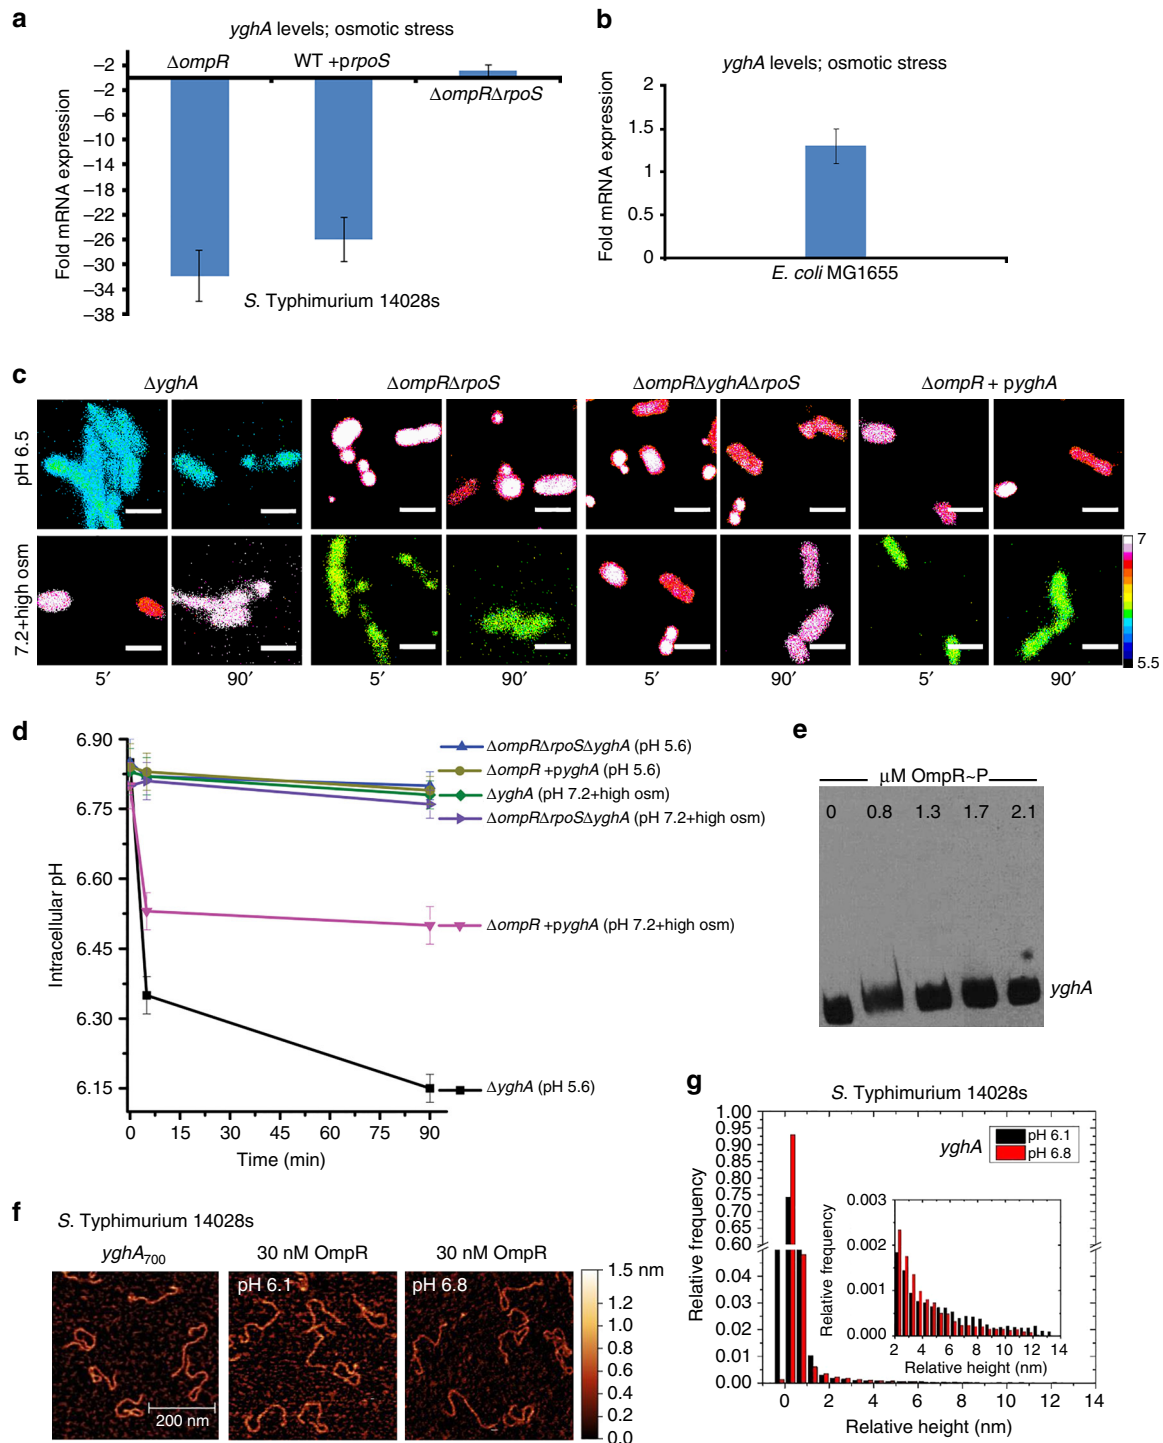 a
yghA levels; osmotic stress
ΔompR
WT +prpoS
ΔompRΔrpoS
Fold mRNA expression
−2
−2
−6
−10
−14
−18
−22
−26
−30
−34
−38
S. Typhimurium 14028s
b
yghA levels; osmotic stress
Fold mRNA expression
2
1.5
1
0.5
0
E. coli MG1655
c
ΔyghA
ΔompRΔrpoS
ΔompRΔyghAΔrpoS
ΔompR + pyghA
pH 6.5
7.2+high osm
7
5.5
5′
90′
5′
90′
5′
90′
5′
90′
d
Intracellular pH
6.90
6.75
6.60
6.45
6.30
6.15
0
15
30
45
60
75
90
Time (min)
ΔompRΔrpoSΔyghA (pH 5.6)
ΔompR +pyghA (pH 5.6)
ΔyghA (pH 7.2+high osm)
ΔompRΔrpoSΔyghA (pH 7.2+high osm)
ΔompR +pyghA (pH 7.2+high osm)
ΔyghA (pH 5.6)
e
μM OmpR~P
0 0.8 1.3 1.7 2.1
yghA
f
S. Typhimurium 14028s
yghA700
30 nM OmpR
30 nM OmpR
pH 6.1
pH 6.8
200 nm
1.5 nm
1.2
1.0
0.8
0.6
0.4
0.2
0.0
g
S. Typhimurium 14028s
yghA
pH 6.1
pH 6.8
Relative frequency
1.00
0.95
0.90
0.85
0.80
0.75
0.70
0.65
0.60
0.04
0.03
0.02
0.01
0.00
0 2 4 6 8 10 12 14
Relative height (nm)
Relative frequency
0.003
0.002
0.001
0.000
2 4 6 8 10 12 14
Relative height (nm)